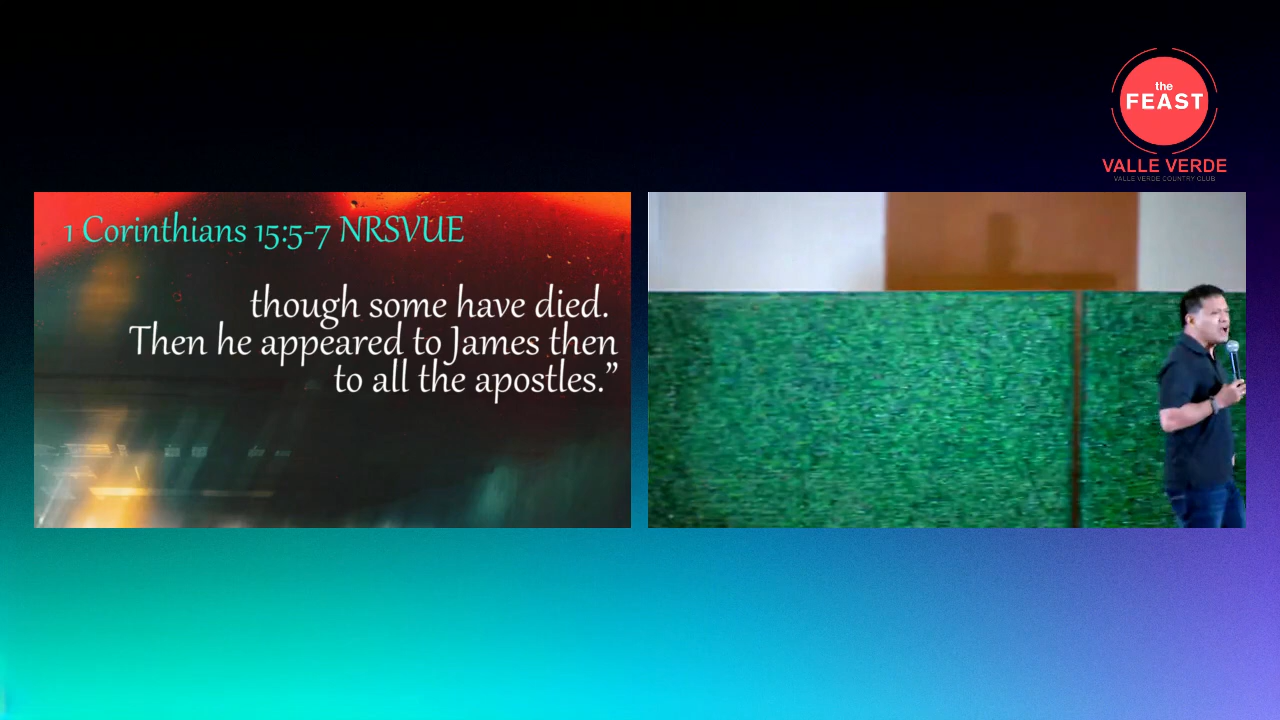 the
FEAST
VALLE VERDE
VALLE VERDE COUNTRY CLUB
1 Corinthians 15:5-7 NRSVUE
though some have died.
Then he appeared to James then
to all the apostles.”